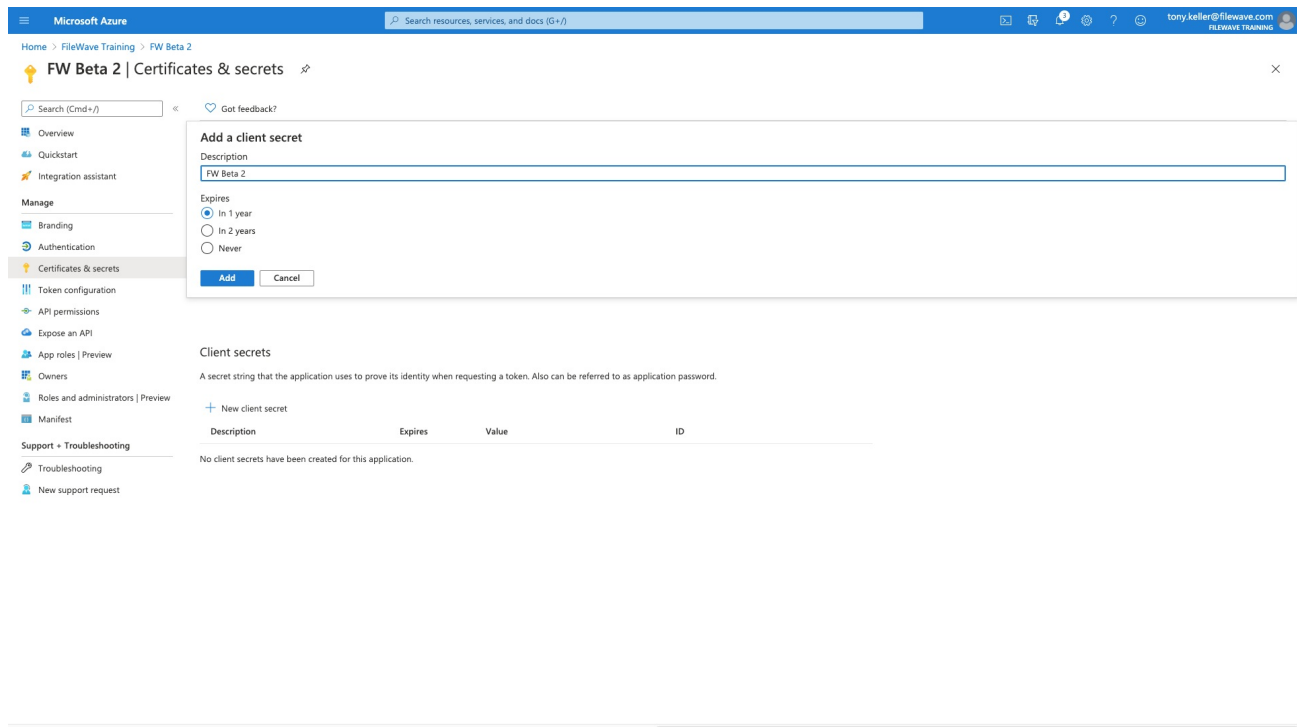 Microsoft Azure
Search resources, services, and docs (G+/)
3
tony.keller@filewave.com
FILEWAVE TRAINING
Home > FileWave Training > FW Beta 2
FW Beta 2 | Certificates & secrets
Search (Cmd+/)
«
Got feedback?
Overview
Quickstart
Integration assistant
Manage
Branding
Authentication
Certificates & secrets
Token configuration
API permissions
Expose an API
App roles | Preview
Owners
Roles and administrators | Preview
Manifest
Support + Troubleshooting
Troubleshooting
New support request
Add a client secret
Description
FW Beta 2
Expires
In 1 year
In 2 years
Never
Add Cancel
Client secrets
A secret string that the application uses to prove its identity when requesting a token. Also can be referred to as application password.
New client secret
Description Expires Value ID
No client secrets have been created for this application.